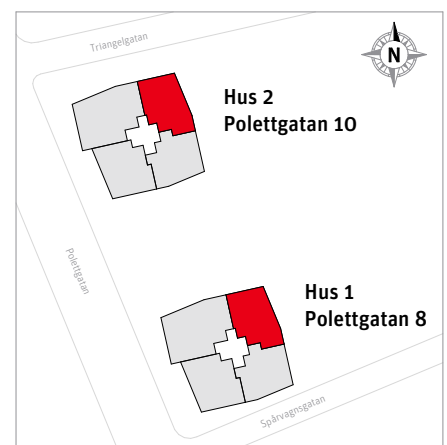 Triangelgatan
N
Hus 2
Polettgatan 10
Polettgatan
Hus 1
Polettgatan 8
Spårvagnsgatan